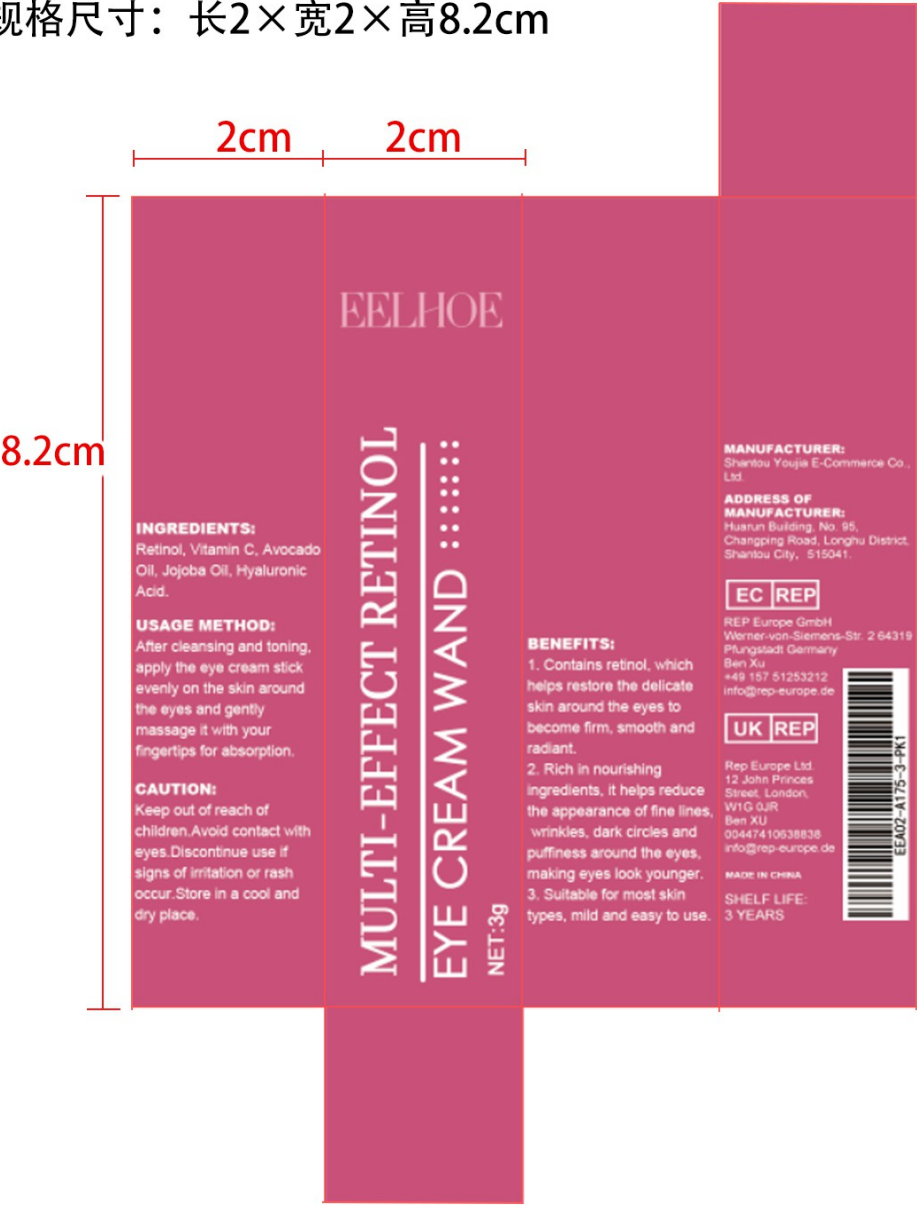 规格尺寸：长2×宽2×高8.2cm
2cm
2cm
8.2cm
INGREDIENTS:
Retinol, Vitamin C, Avocado
Oil, Jojoba Oil, Hyaluronic
Acid.
USAGE METHOD:
After cleansing and toning,
apply the eye cream stick
evenly on the skin around
the eyes and gently
massage it with your
fingertips for absorption.
CAUTION:
Keep out of reach of
children.Avoid contact with
eyes.Discontinue use if
signs of irritation or rash
occur.Store in a cool and
dry place.
EELHOE
MULTI-EFFECT RETINOL
EYE CREAM WAND
NET:3g
BENEFITS:
1. Contains retinol, which
helps restore the delicate
skin around the eyes to
become firm, smooth and
radiant.
2. Rich in nourishing
ingredients, it helps reduce
the appearance of fine lines,
wrinkles, dark circles and
puffiness around the eyes,
making eyes look younger.
3. Suitable for most skin
types, mild and easy to use.
MANUFACTURER:
Shantou Youjia E-Commerce Co.,
Ltd.
ADDRESS OF
MANUFACTURER:
Huarun Building, No. 95,
Changping Road, Longhu District,
Shantou City, 515041.
EC REP
REP Europe GmbH
Werner-von-Siemens-Str. 2 64319
Pfungstadt Germany
Ben Xu
+49 157 51253212
info@rep-europe.de
UK REP
Rep Europe Ltd.
12 John Princes
Street, London,
W1G 0JR
Ben XU
00447410638838
info@rep-europe.de
MADE IN CHINA
SHELF LIFE:
3 YEARS
EEA02-A175-3-PK1